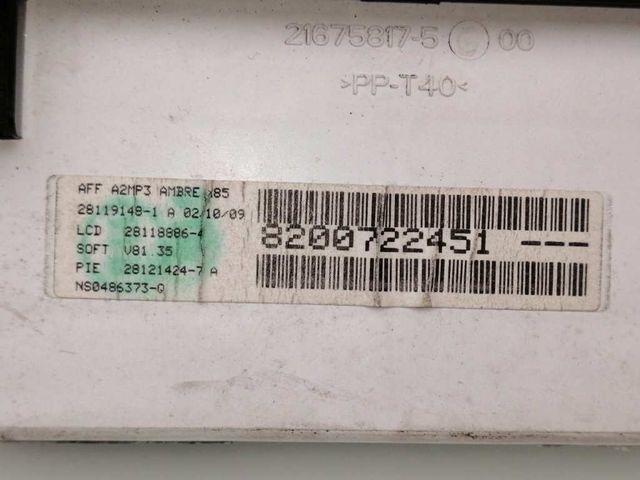 21675817-5 C 00
>PP-T40<
AFF A2MP3 AMBRE x85
28119148-1 A 02/10/09
LCD 28118886-4
SOFT V81.35
PIE 28121424-7 A
NS0486373-Q
8200722451 ---